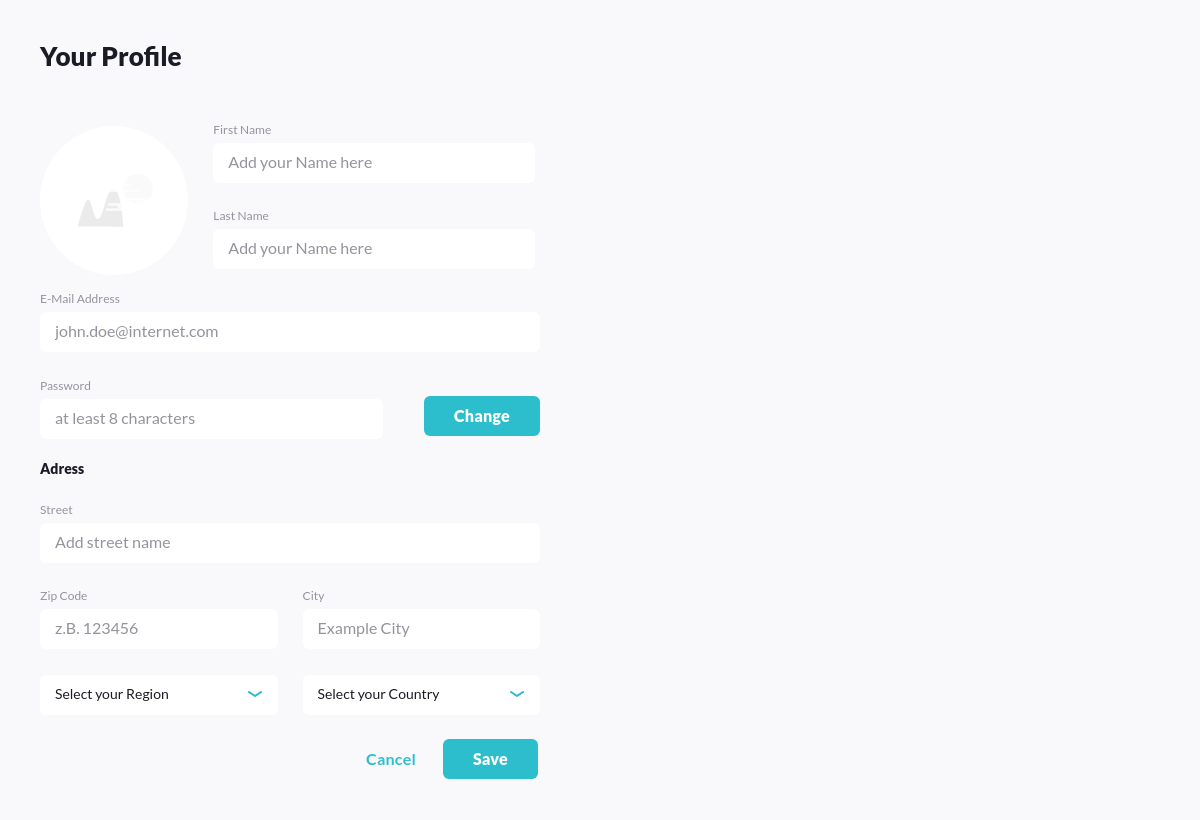 Your Profile
First Name
Add your Name here
Last Name
Add your Name here
E-Mail Address
john.doe@internet.com
Password
at least 8 characters
Change
Adress
Street
Add street name
Zip Code
City
z.B. 123456
Example City
Select your Region
Select your Country
Cancel
Save